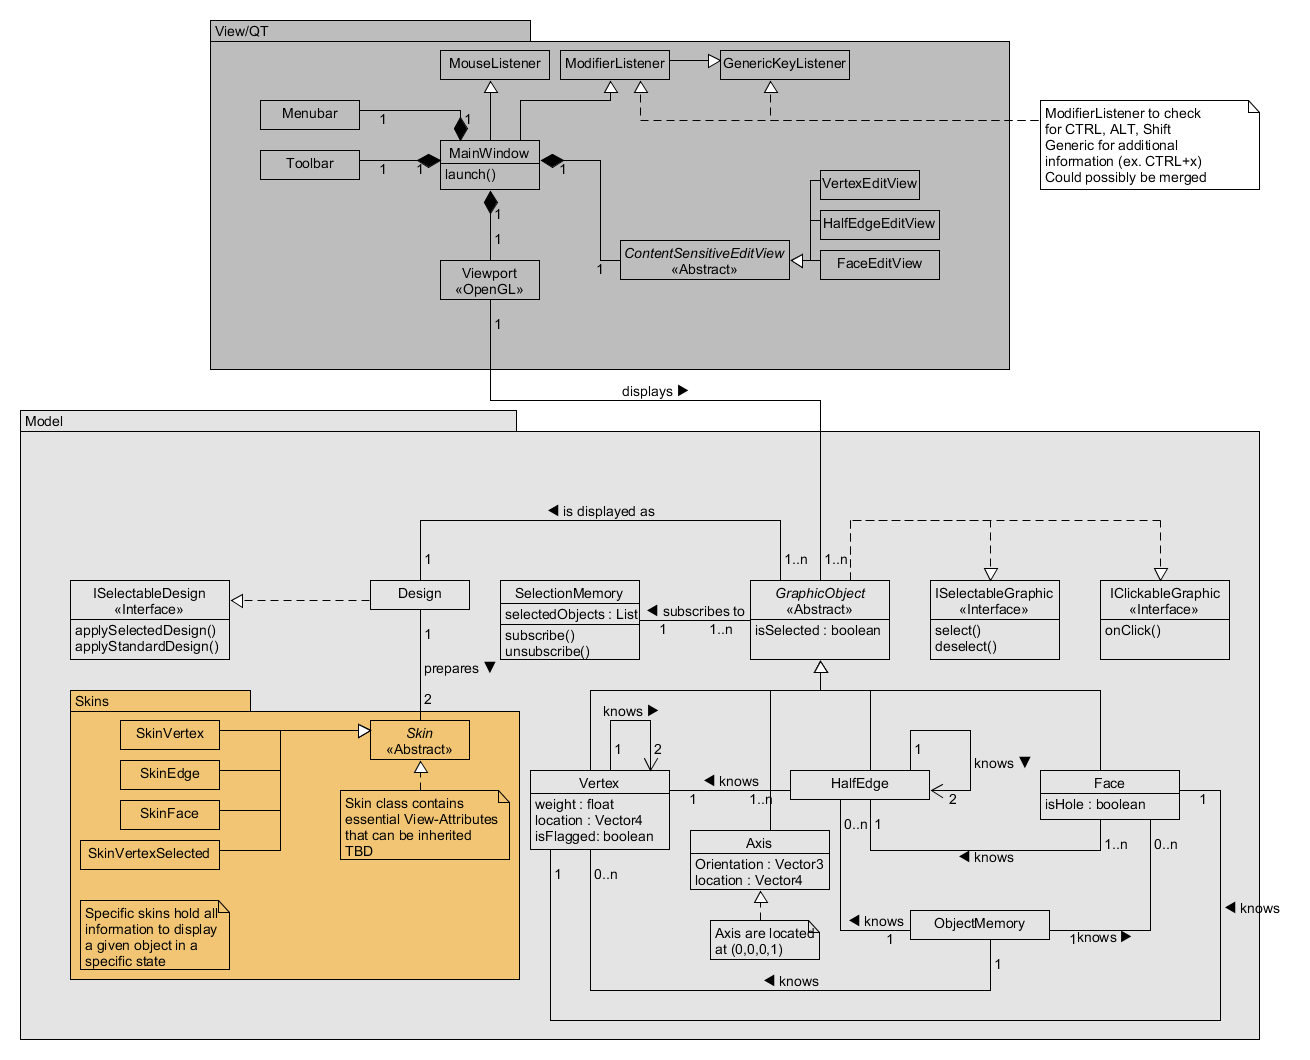 View/QT
MouseListener
ModifierListener
GenericKeyListener
Menubar
1
1
MainWindow
launch()
Toolbar
1
1
1
ModifierListener to check
for CTRL, ALT, Shift
Generic for additional
information (ex. CTRL+x)
Could possibly be merged
VertexEditView
HalfEdgeEditView
FaceEditView
ContentSensitiveEditView
«Abstract»
1
1
1
Viewport
«OpenGL»
1
displays ▶
Model
◀ is displayed as
1
1..n
1..n
ISelectableDesign
«Interface»
applySelectedDesign()
applyStandardDesign()
Design
SelectionMemory
selectedObjects : List
subscribe()
unsubscribe()
◀ subscribes to
1
1..n
GraphicObject
«Abstract»
isSelected : boolean
ISelectableGraphic
«Interface»
select()
deselect()
IClickableGraphic
«Interface»
onClick()
1
prepares ▼
2
Skins
SkinVertex
SkinEdge
SkinFace
SkinVertexSelected
Skin
«Abstract»
Skin class contains
essential View-Attributes
that can be inherited
TBD
Specific skins hold all
information to display
a given object in a
specific state
knows ▶
1
2
Vertex
weight : float
location : Vector4
isFlagged: boolean
◀ knows
1
1..n
HalfEdge
1
knows ▼
2
Face
isHole : boolean
1
0..n
1
◀ knows
1..n
0..n
Axis
Orientation : Vector3
location : Vector4
Axis are located
at (0,0,0,1)
1
0..n
◀ knows
1
ObjectMemory
1
knows ▶
◀ knows
1
◀ knows